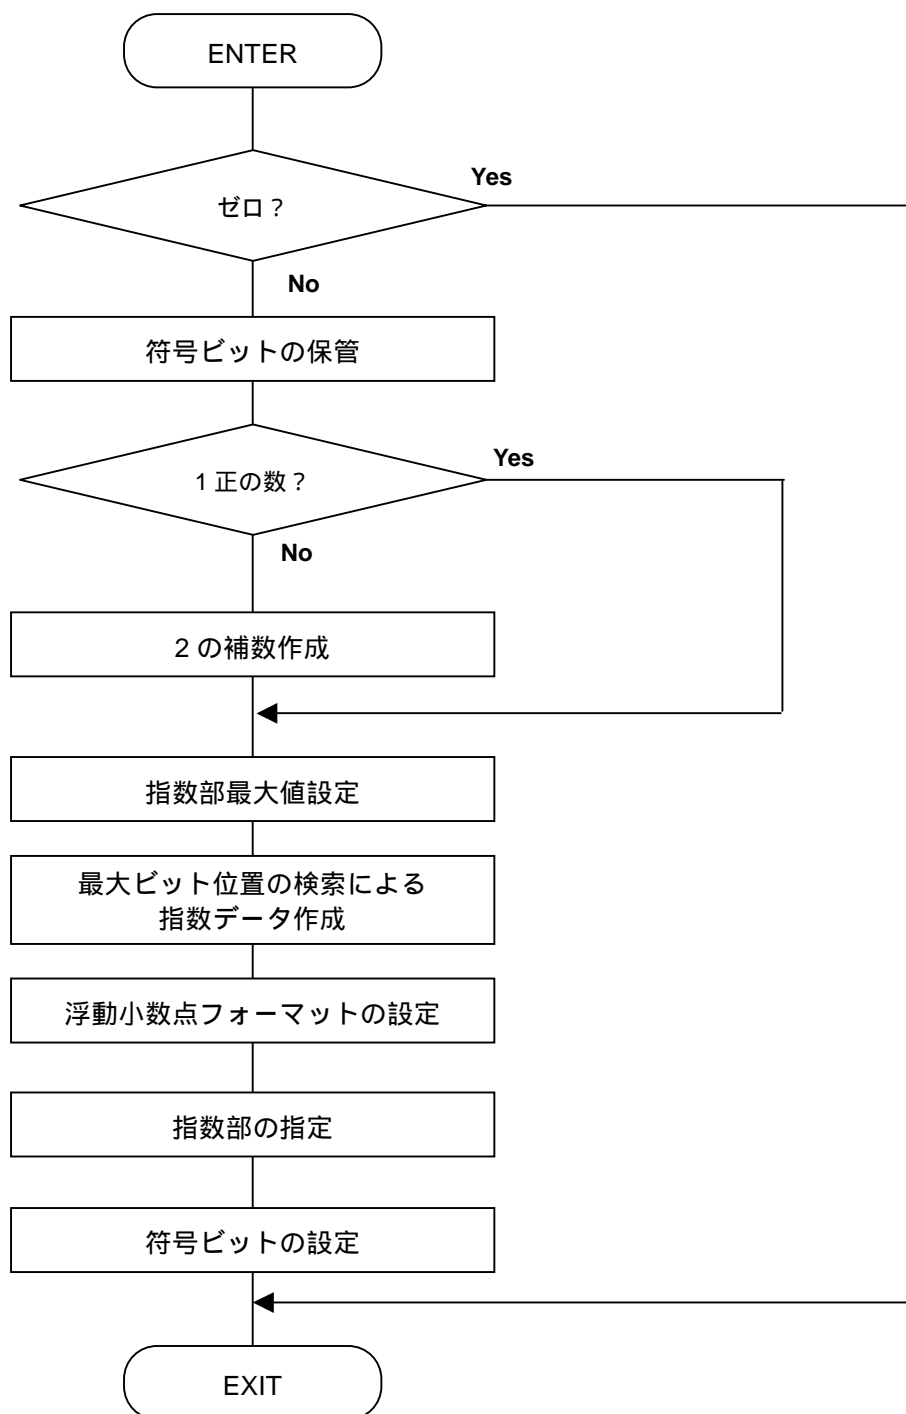 ENTER
Yes
ゼロ？
No
符号ビットの保管
Yes
1 正の数？
No
2 の補数作成
指数部最大値設定
最大ビット位置の検索による
指数データ作成
浮動小数点フォーマットの設定
指数部の指定
符号ビットの設定
EXIT